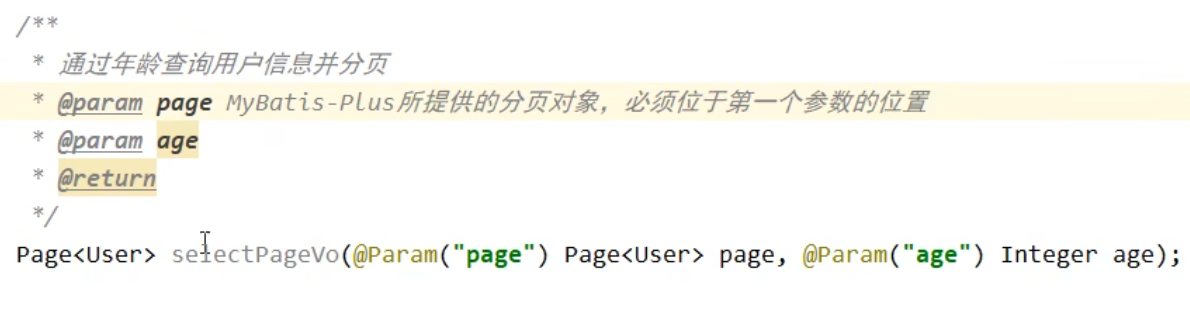 /**
* 通过年龄查询用户信息并分页
* @param page MyBatis-Plus所提供的分页对象，必须位于第一个参数的位置
* @param age
* @return
*/
Page<User> selectPageVo(@Param("page") Page<User> page, @Param("age") Integer age);